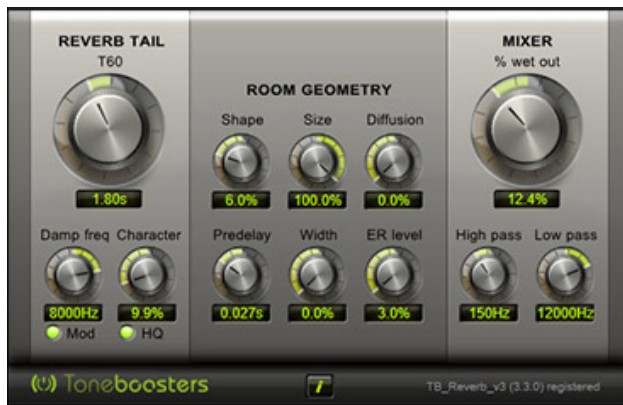 REVERB TAIL
T60
1.80s
Damp freq Character
8000Hz 9.9%
Mod HQ
ROOM GEOMETRY
Shape Size Diffusion
6.0% 100.0% 0.0%
Predelay Width ER level
0.027s 0.0% 3.0%
MIXER
% wet out
12.4%
High pass Low pass
150Hz 12000Hz
Toneboosters
i
TB_Reverb_v3 (3.3.0) registered